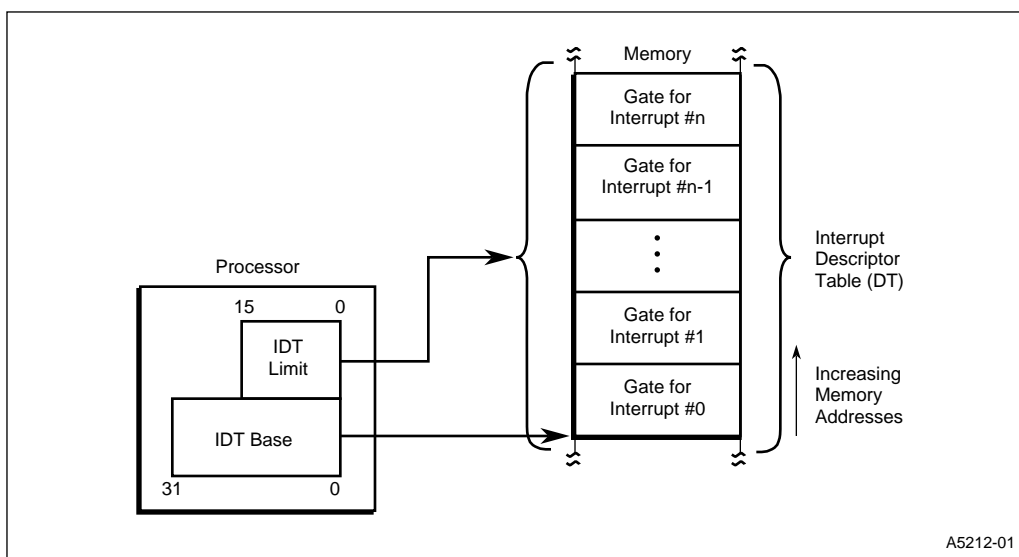 Memory
Gate for
Interrupt #n
Gate for
Interrupt #n-1
Interrupt
Descriptor
Table (DT)
Processor
15 0
IDT
Limit
Gate for
Interrupt #1
Increasing
Memory
Addresses
Gate for
Interrupt #0
IDT Base
31 0
A5212-01